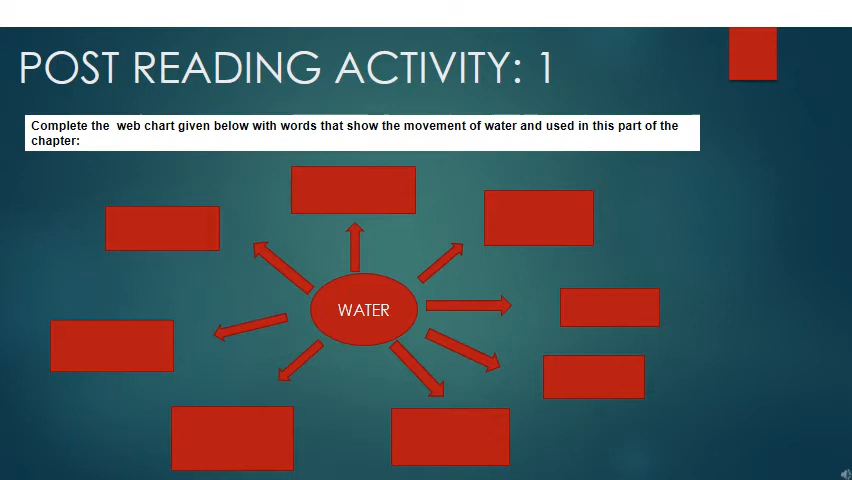 POST READING ACTIVITY: 1
Complete the web chart given below with words that show the movement of water and used in this part of the
chapter:
WATER